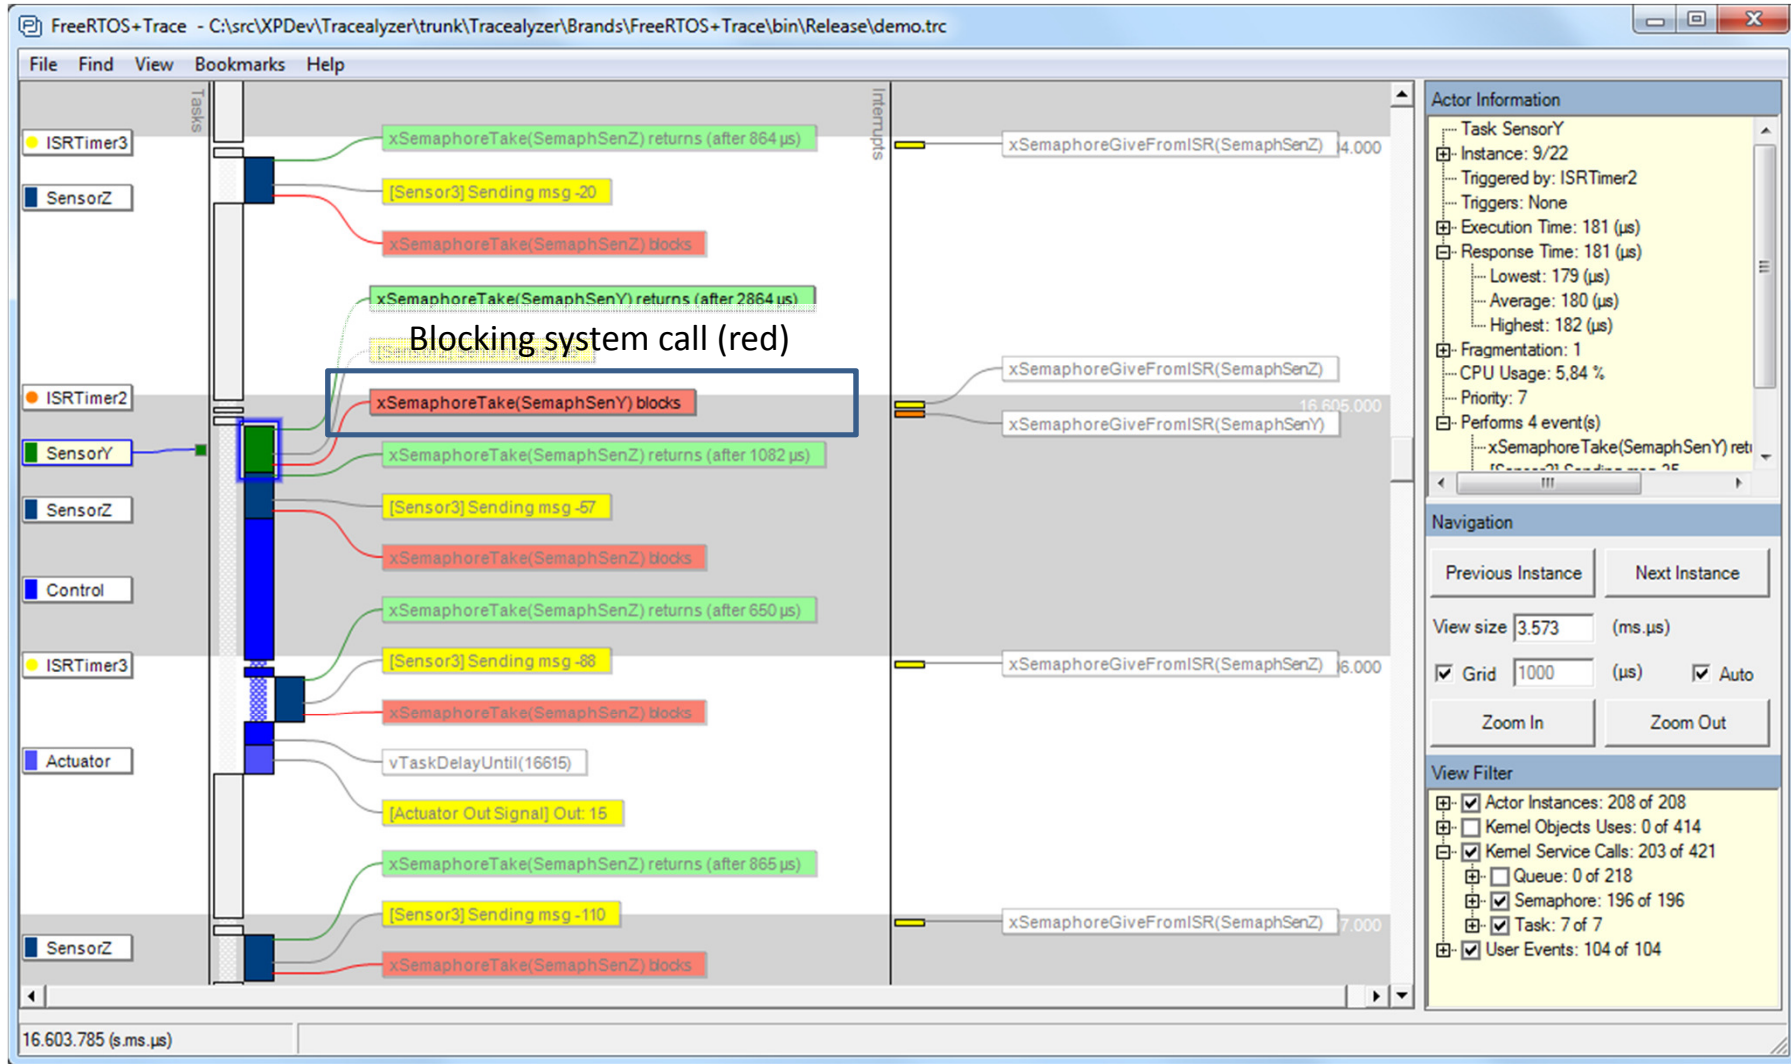 FreeRTOS+Trace - C:\src\XPDev\Tracealyzer\trunk\Tracealyzer\Brands\FreeRTOS+Trace\bin\Release\demo.trc
File Find View Bookmarks Help
Tasks
Interrupts
ISRTimer3
SensorZ
ISRTimer2
SensorY
SensorZ
Control
ISRTimer3
Actuator
SensorZ
xSemaphoreTake(SemaphSenZ) returns (after 864 µs)
[Sensor3] Sending msg -20
xSemaphoreTake(SemaphSenZ) blocks
xSemaphoreTake(SemaphSenY) returns (after 2864 µs)
Blocking system call (red)
xSemaphoreTake(SemaphSenY) blocks
xSemaphoreTake(SemaphSenZ) returns (after 1082 µs)
[Sensor3] Sending msg -57
xSemaphoreTake(SemaphSenZ) blocks
xSemaphoreTake(SemaphSenZ) returns (after 650 µs)
[Sensor3] Sending msg -88
xSemaphoreTake(SemaphSenZ) blocks
vTaskDelayUntil(16615)
[Actuator Out Signal] Out: 15
xSemaphoreTake(SemaphSenZ) returns (after 865 µs)
[Sensor3] Sending msg -110
xSemaphoreTake(SemaphSenZ) blocks
xSemaphoreGiveFromISR(SemaphSenZ) 4.000
xSemaphoreGiveFromISR(SemaphSenZ)
16.605.000
xSemaphoreGiveFromISR(SemaphSenY)
xSemaphoreGiveFromISR(SemaphSenZ) 6.000
xSemaphoreGiveFromISR(SemaphSenZ) 7.000
Actor Information
Task SensorY
Instance: 9/22
Triggered by: ISRTimer2
Triggers: None
Execution Time: 181 (µs)
Response Time: 181 (µs)
Lowest: 179 (µs)
Average: 180 (µs)
Highest: 182 (µs)
Fragmentation: 1
CPU Usage: 5,84 %
Priority: 7
Performs 4 event(s)
xSemaphoreTake(SemaphSenY) retu
Navigation
Previous Instance Next Instance
View size 3.573 (ms.µs)
Grid 1000 (µs) Auto
Zoom In Zoom Out
View Filter
Actor Instances: 208 of 208
Kernel Objects Uses: 0 of 414
Kernel Service Calls: 203 of 421
Queue: 0 of 218
Semaphore: 196 of 196
Task: 7 of 7
User Events: 104 of 104
16.603.785 (s.ms.µs)